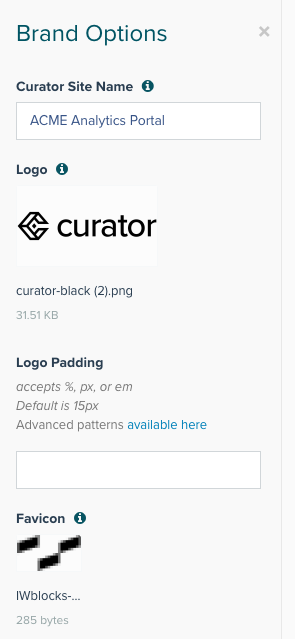 Brand Options
×
Curator Site Name
ACME Analytics Portal
Logo
curator
curator-black (2).png
31.51 KB
Logo Padding
accepts %, px, or em
Default is 15px
Advanced patterns available here
Favicon
IWblocks-...
285 bytes